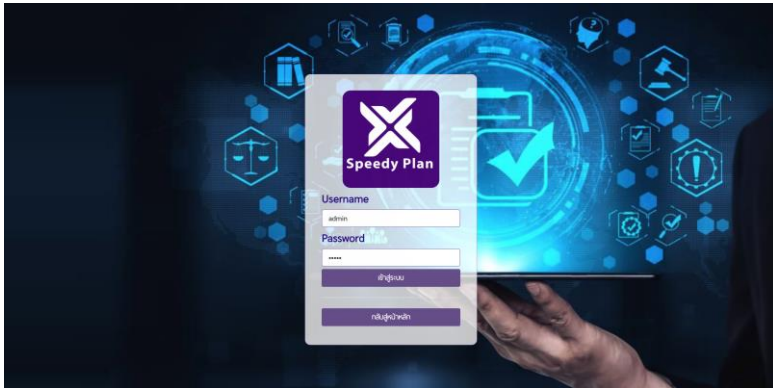 Speedy Plan
Username
admin
Password
•••••
เข้าสู่ระบบ
กลับสู่หน้าหลัก